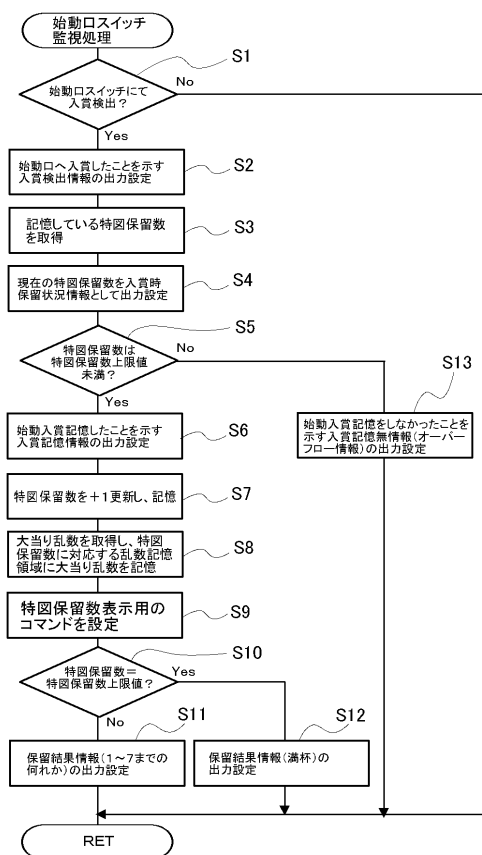 始動口スイッチ
監視処理
S1
始動口スイッチにて
入賞検出？
No
Yes
始動口へ入賞したことを示す
入賞検出情報の出力設定
S2
記憶している特図保留数
を取得
S3
現在の特図保留数を入賞時
保留状況情報として出力設定
S4
S5
特図保留数は
特図保留数上限値
未満？
No
Yes
S13
始動入賞記憶をしなかったことを
示す入賞記憶無情報（オーバー
フロー情報）の出力設定
始動入賞記憶したことを示す
入賞記憶情報の出力設定
S6
特図保留数を＋1更新し、記憶
S7
大当り乱数を取得し、特図
保留数に対応する乱数記憶
領域に大当り乱数を記憶
S8
特図保留数表示用の
コマンドを設定
S9
S10
特図保留数＝
特図保留数上限値？
Yes
No
S11
保留結果情報（1～7までの
何れか）の出力設定
S12
保留結果情報（満杯）の
出力設定
RET